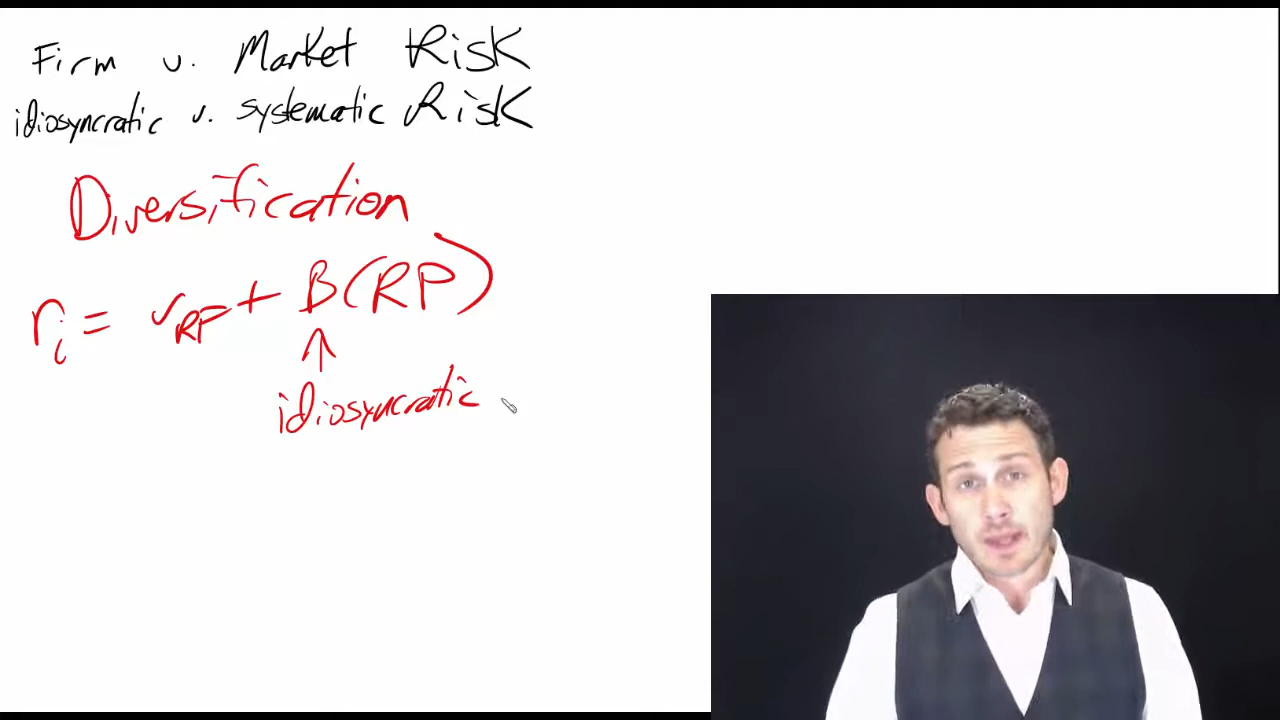 Firm v. Market Risk
idiosyncratic v. systematic Risk
Diversification
ri = rRF + B(RP)
↑
idiosyncratic